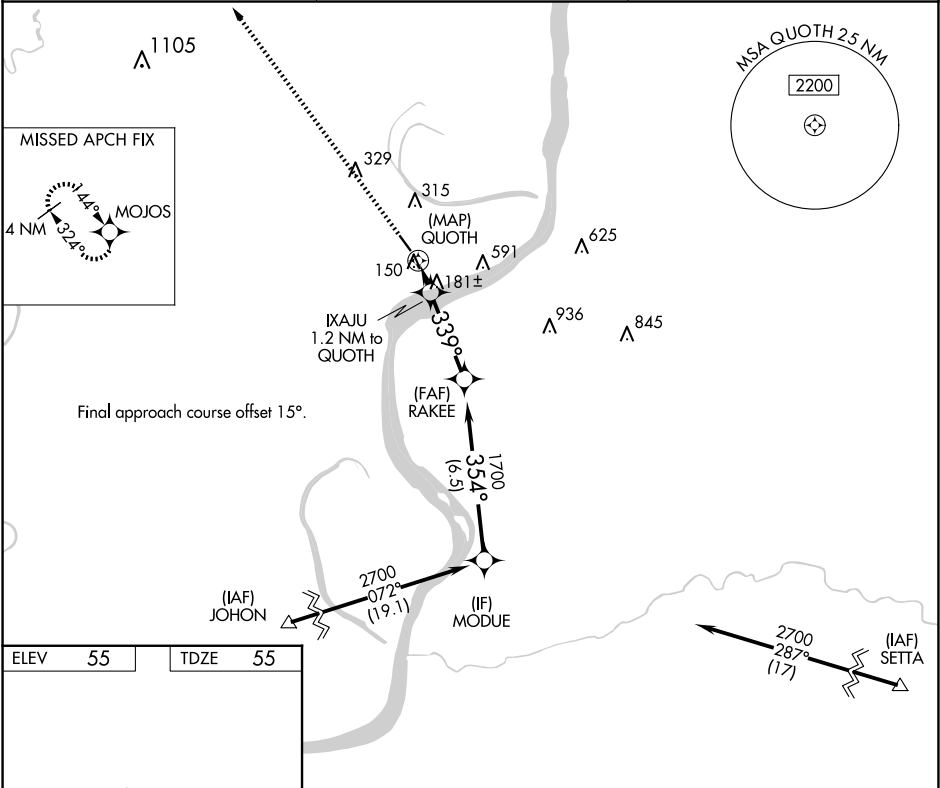 1105
MSA QUOTH 25 NM
2200
MISSED APCH FIX
144°
MOJOS
4 NM
324°
329
315
(MAP)
QUOTH
591
625
150
181±
IXAJU
1.2 NM to
QUOTH
339°
936
845
(FAF)
RAKEE
Final approach course offset 15°.
1700
354°
(6.5)
2700
072°
(19.1)
(IAF)
JOHON
(IF)
MODUE
2700
287°
(17)
(IAF)
SETTA
ELEV 55
TDZE 55